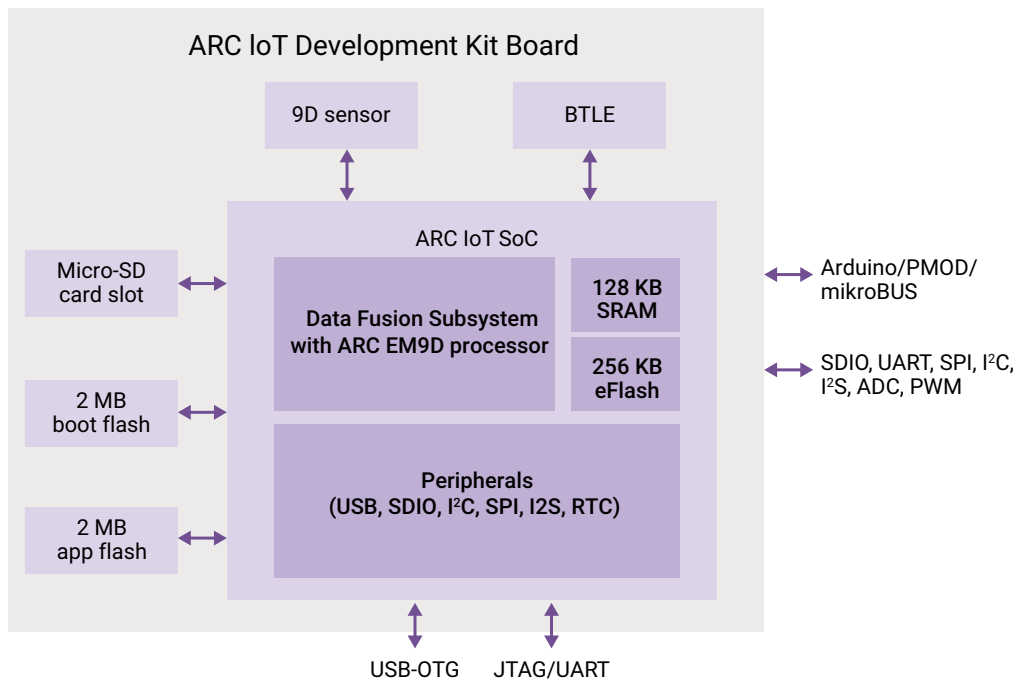 ARC IoT Development Kit Board
9D sensor
BTLE
ARC IoT SoC
Micro-SD
card slot
2 MB
boot flash
2 MB
app flash
Data Fusion Subsystem
with ARC EM9D processor
128 KB
SRAM
256 KB
eFlash
Peripherals
(USB, SDIO, I²C, SPI, I2S, RTC)
Arduino/PMOD/
mikroBUS
SDIO, UART, SPI, I²C,
I²S, ADC, PWM
USB-OTG
JTAG/UART